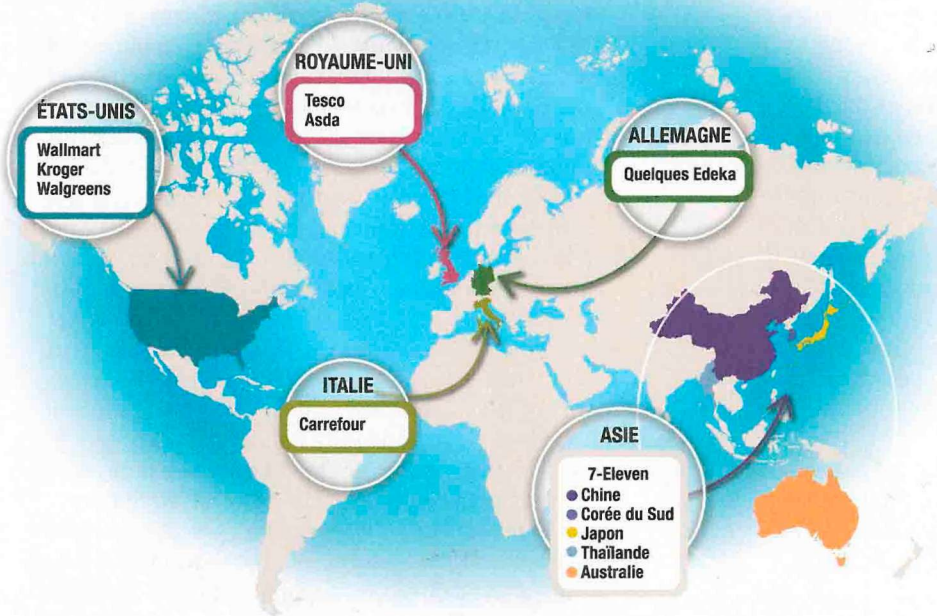 ÉTATS-UNIS
Wallmart
Kroger
Walgreens
ROYAUME-UNI
Tesco
Asda
ALLEMAGNE
Quelques Edeka
ITALIE
Carrefour
ASIE
7-Eleven
Chine
Corée du Sud
Japon
Thaïlande
Australie